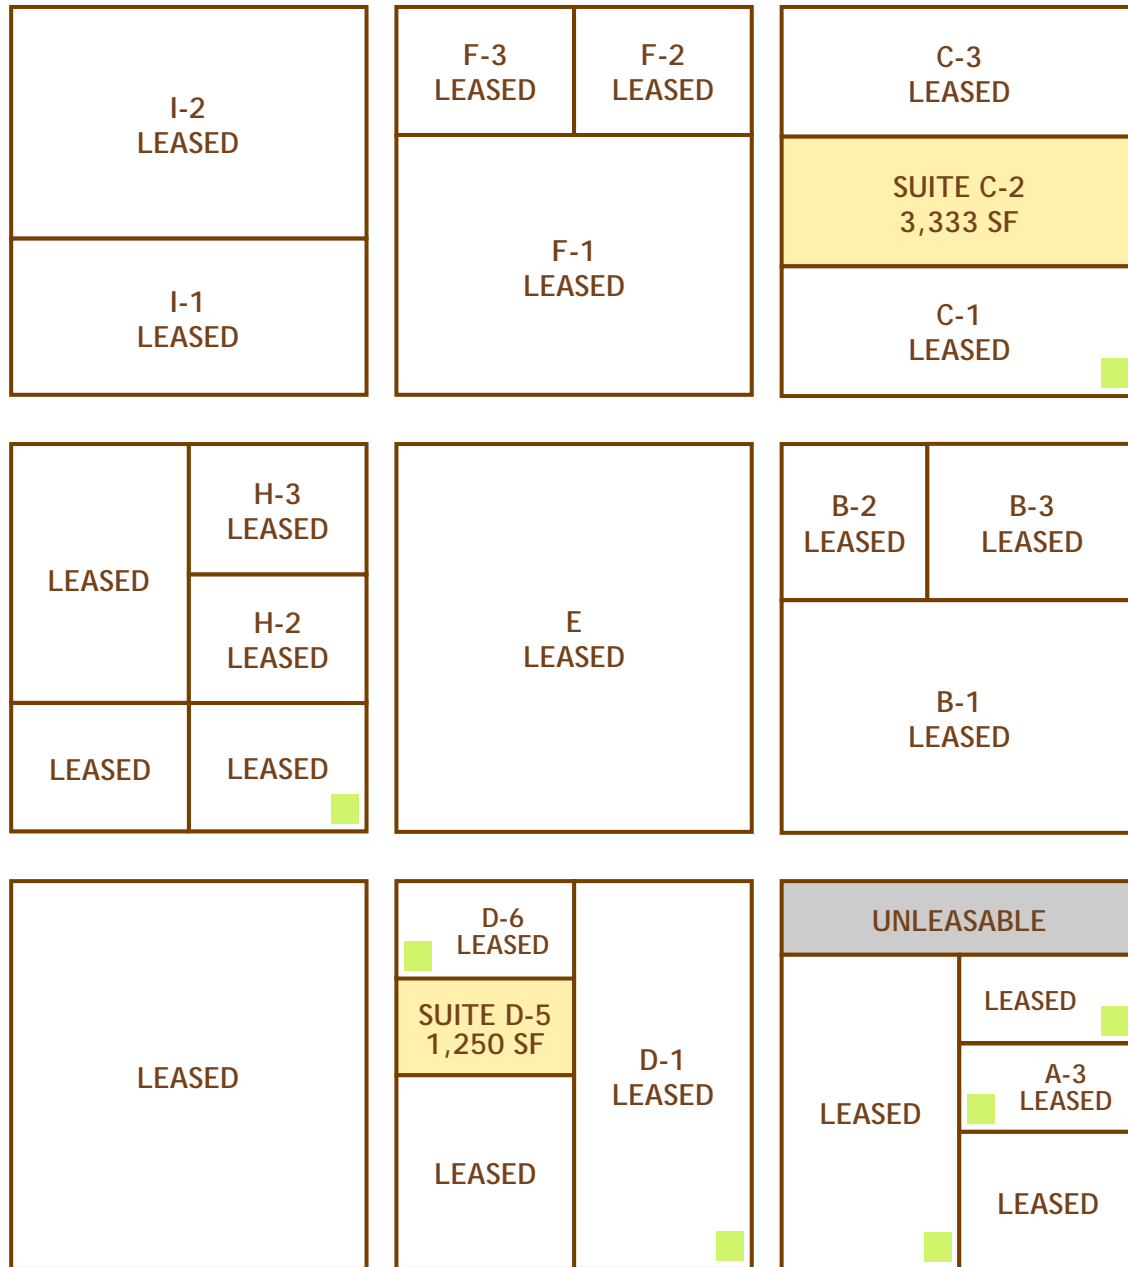 I-2
LEASED
I-1
LEASED
F-3
LEASED
F-2
LEASED
F-1
LEASED
C-3
LEASED
SUITE C-2
3,333 SF
C-1
LEASED
LEASED
H-3
LEASED
H-2
LEASED
LEASED
LEASED
E
LEASED
B-2
LEASED
B-3
LEASED
B-1
LEASED
LEASED
D-6
LEASED
SUITE D-5
1,250 SF
LEASED
D-1
LEASED
UNLEASABLE
LEASED
LEASED
A-3
LEASED
LEASED